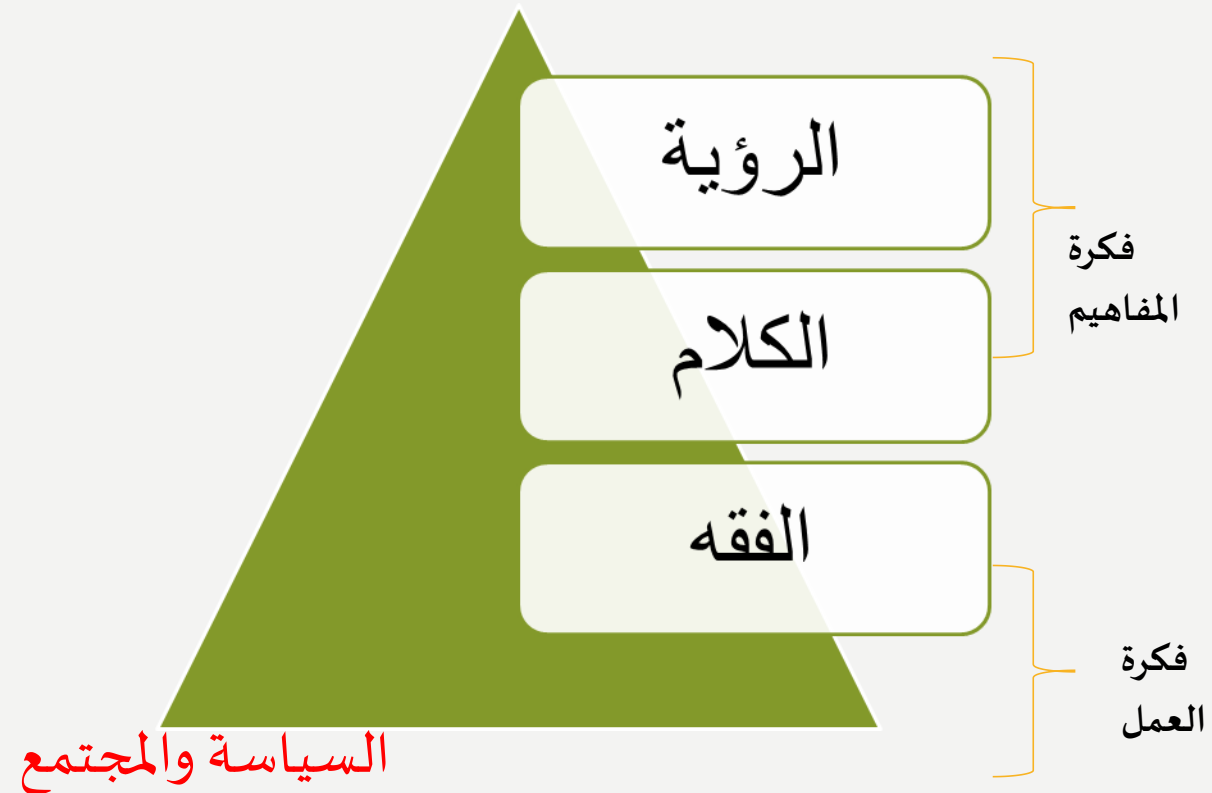 الرؤية
الكلام
الفقه
فكرة
المفاهيم
فكرة
العمل
السياسة والمجتمع